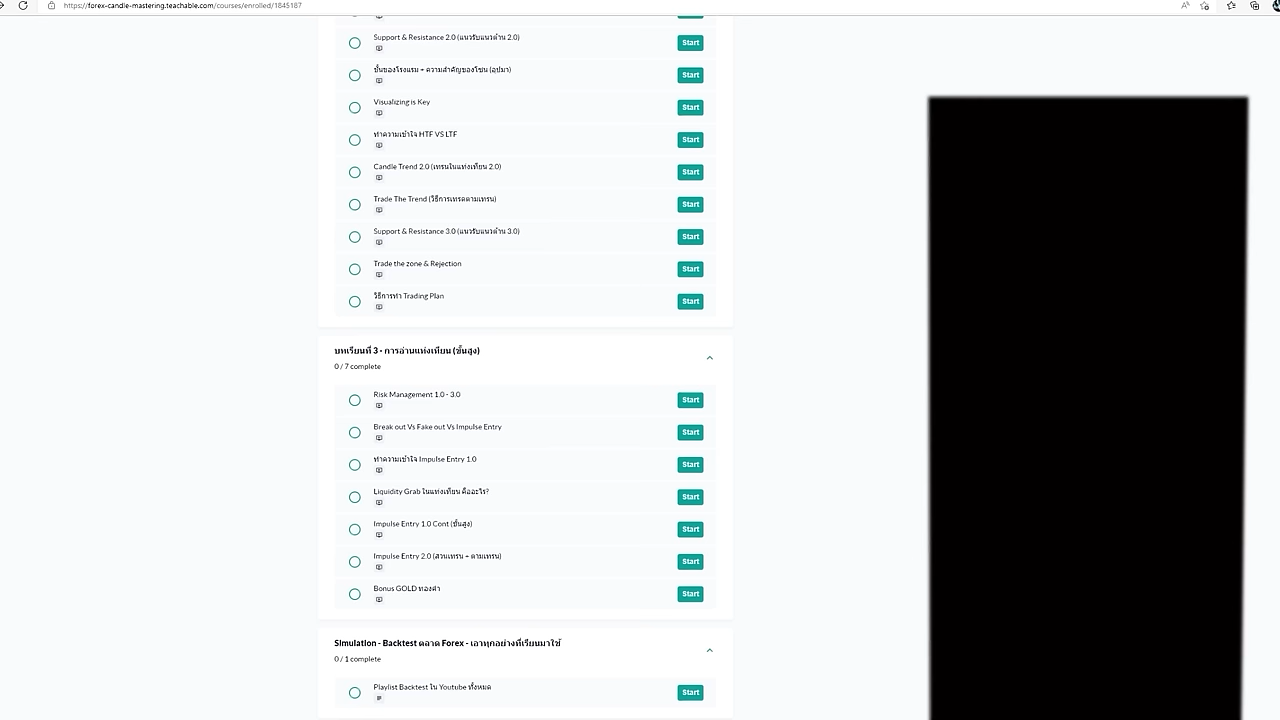 https://forex-candle-mastering.teachable.com/courses/enrolled/1845187
Support & Resistance 2.0 (แนวรับแนวต้าน 2.0) Start
ชั้นของโรงแรม + ความสำคัญของโซน (อุปมา) Start
Visualizing is Key Start
ทำความเข้าใจ HTF VS LTF Start
Candle Trend 2.0 (เทรนในแท่งเทียน 2.0) Start
Trade The Trend (วิธีการเทรดตามเทรน) Start
Support & Resistance 3.0 (แนวรับแนวต้าน 3.0) Start
Trade the zone & Rejection Start
วิธีการทำ Trading Plan Start
บทเรียนที่ 3 - การอ่านแท่งเทียน (ขั้นสูง)
0 / 7 complete
Risk Management 1.0 - 3.0 Start
Break out Vs Fake out Vs Impulse Entry Start
ทำความเข้าใจ Impulse Entry 1.0 Start
Liquidity Grab ในแท่งเทียน คืออะไร? Start
Impulse Entry 1.0 Cont (ขั้นสูง) Start
Impulse Entry 2.0 (สวนเทรน + ตามเทรน) Start
Bonus GOLD ทองคำ Start
Simulation - Backtest ตลาด Forex - เอาทุกอย่างที่เรียนมาใช้
0 / 1 complete
Playlist Backtest ใน Youtube ทั้งหมด Start